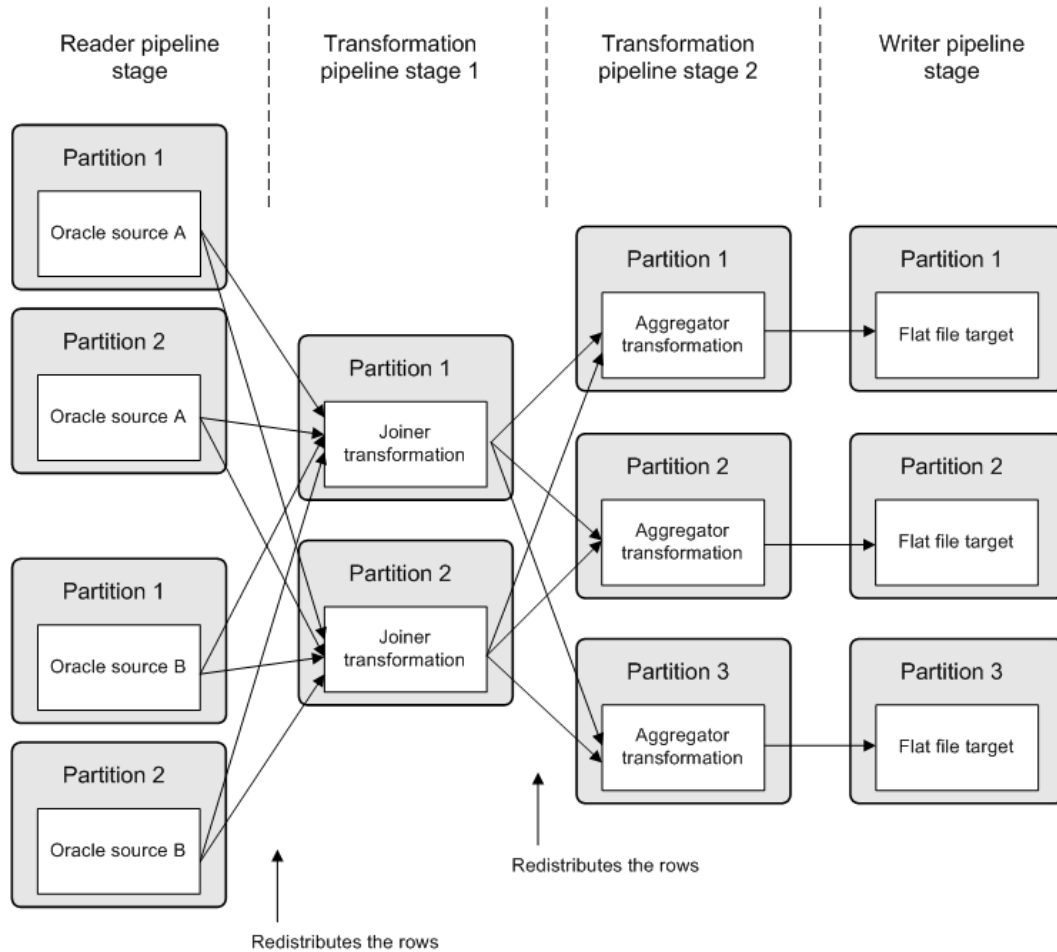 Reader pipeline
stage
Transformation
pipeline stage 1
Transformation
pipeline stage 2
Writer pipeline
stage
Partition 1
Oracle source A
Partition 2
Oracle source A
Partition 1
Oracle source B
Partition 2
Oracle source B
Partition 1
Joiner
transformation
Partition 2
Joiner
transformation
Partition 1
Aggregator
transformation
Partition 2
Aggregator
transformation
Partition 3
Aggregator
transformation
Partition 1
Flat file target
Partition 2
Flat file target
Partition 3
Flat file target
Redistributes the rows
Redistributes the rows